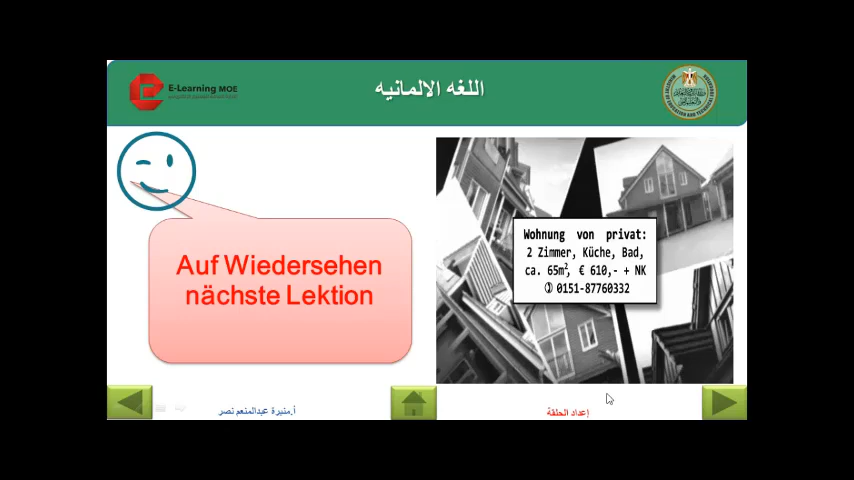 E-Learning MOE
اللغه الالمانيه
Auf Wiedersehen
nächste Lektion
Wohnung von privat:
2 Zimmer, Küche, Bad,
ca. 65m², € 610,- + NK
0151-87760332
أ.منيرة عبدالمنعم نصر
إعداد الحلقة